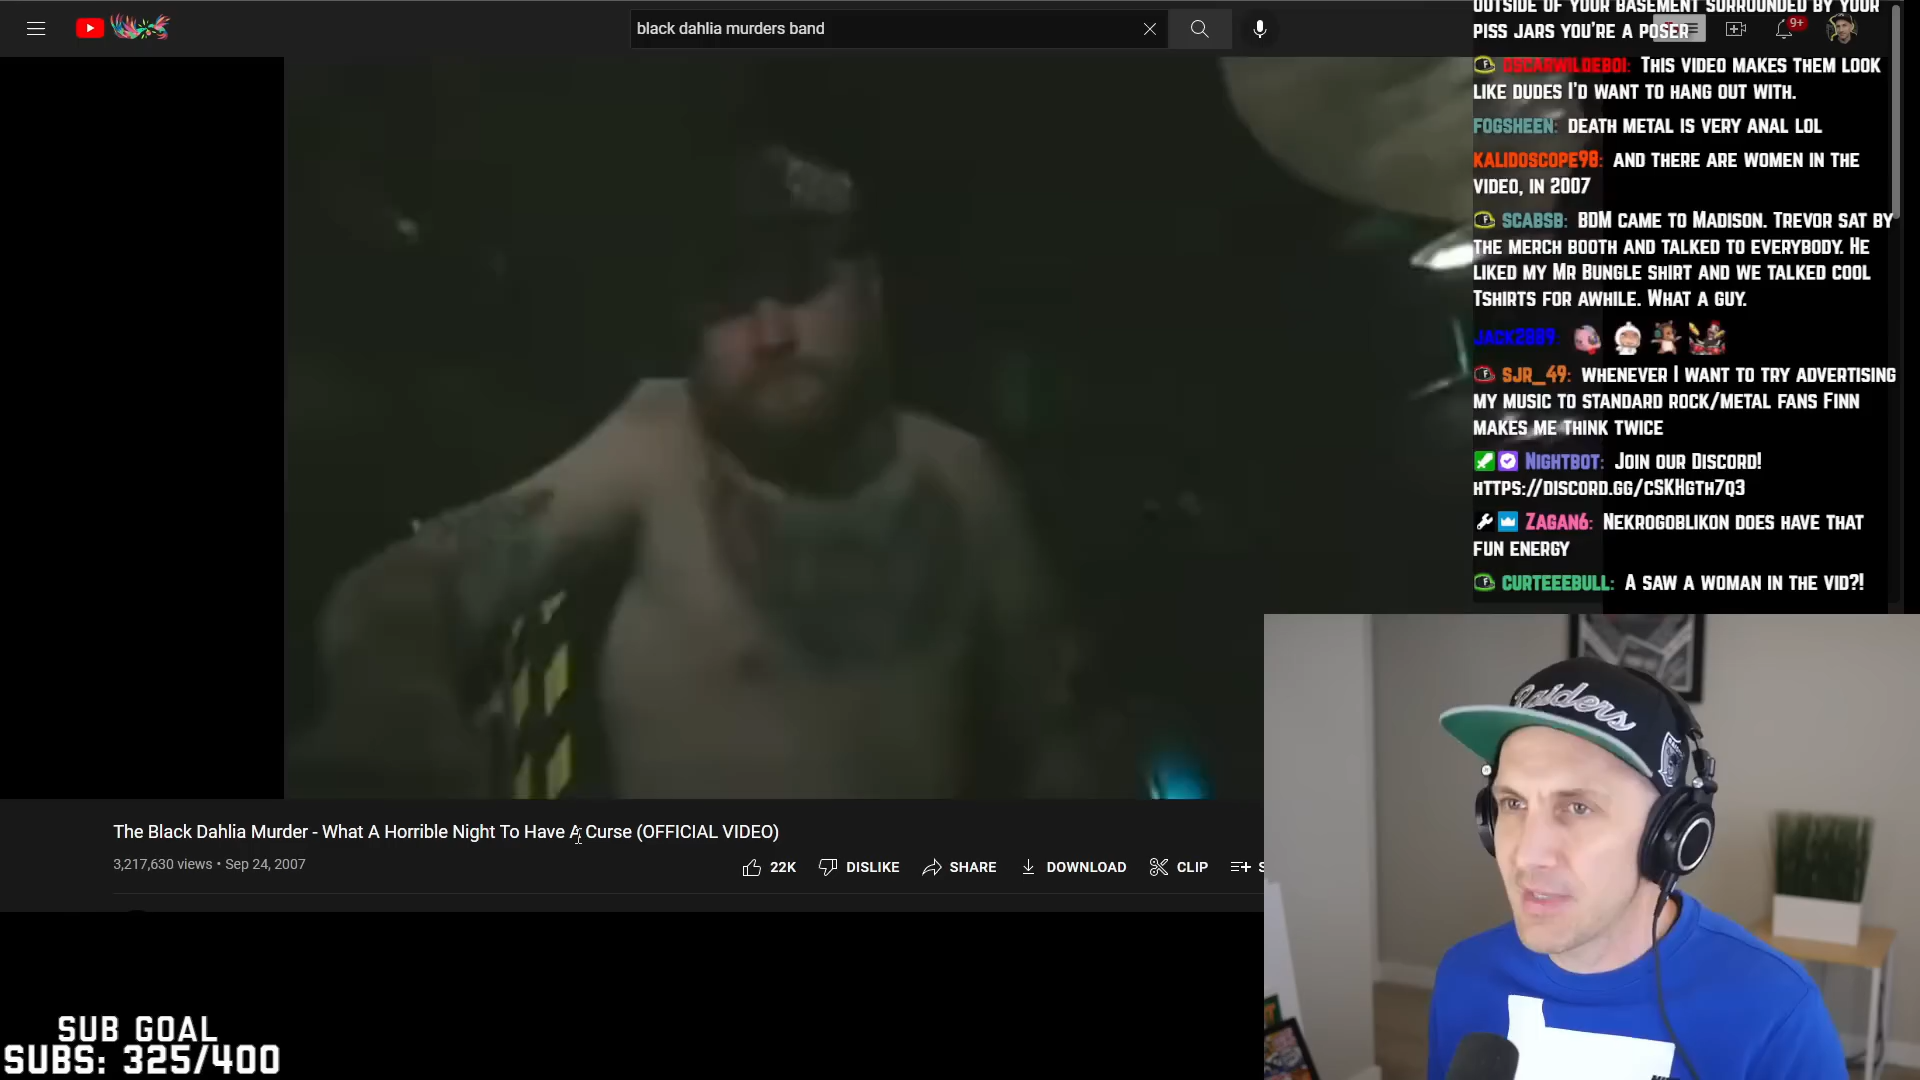 black dahlia murders band
9+
OUTSIDE OF YOUR BASEMENT SURROUNDED BY YOUR
PISS JARS YOU'RE A POSER
OSCARWILDEBOI: THIS VIDEO MAKES THEM LOOK
LIKE DUDES I'D WANT TO HANG OUT WITH.
FOGSHEEN: DEATH METAL IS VERY ANAL LOL
KALIDOSCOPE98: AND THERE ARE WOMEN IN THE
VIDEO, IN 2007
SCABSB: BDM CAME TO MADISON. TREVOR SAT BY
THE MERCH BOOTH AND TALKED TO EVERYBODY. HE
LIKED MY MR BUNGLE SHIRT AND WE TALKED COOL
TSHIRTS FOR AWHILE. WHAT A GUY.
JACK2889:
SJR_49: WHENEVER I WANT TO TRY ADVERTISING
MY MUSIC TO STANDARD ROCK/METAL FANS FINN
MAKES ME THINK TWICE
NIGHTBOT: JOIN OUR DISCORD!
HTTPS://DISCORD.GG/CSKHGTH7Q3
ZAGAN6: NEKROGOBLIKON DOES HAVE THAT
FUN ENERGY
CURTEEEBULL: A SAW A WOMAN IN THE VID?!
Raiders
The Black Dahlia Murder - What A Horrible Night To Have A Curse (OFFICIAL VIDEO)
3,217,630 views • Sep 24, 2007
22K DISLIKE SHARE DOWNLOAD CLIP S
SUB GOAL
SUBS: 325/400